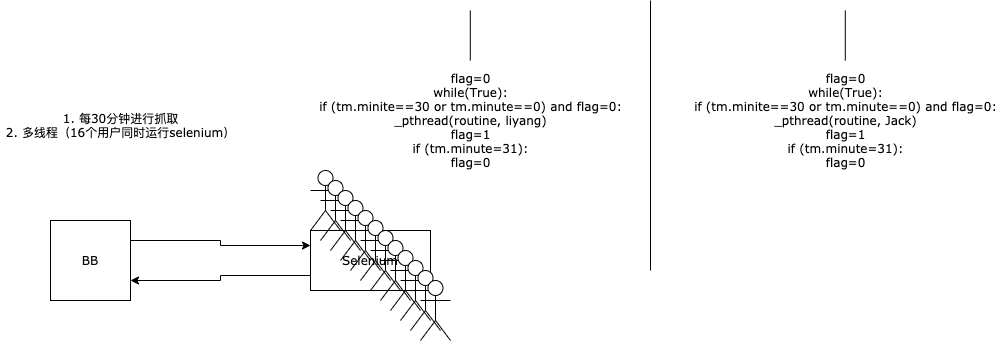 1. 每30分钟进行抓取
2. 多线程（16个用户同时运行selenium）
flag=0
while(True):
if (tm.minite==30 or tm.minute==0) and flag=0:
_pthread(routine, liyang)
flag=1
if (tm.minute=31):
flag=0
flag=0
while(True):
if (tm.minite==30 or tm.minute==0) and flag=0:
_pthread(routine, Jack)
flag=1
if (tm.minute=31):
flag=0
BB
Selenium